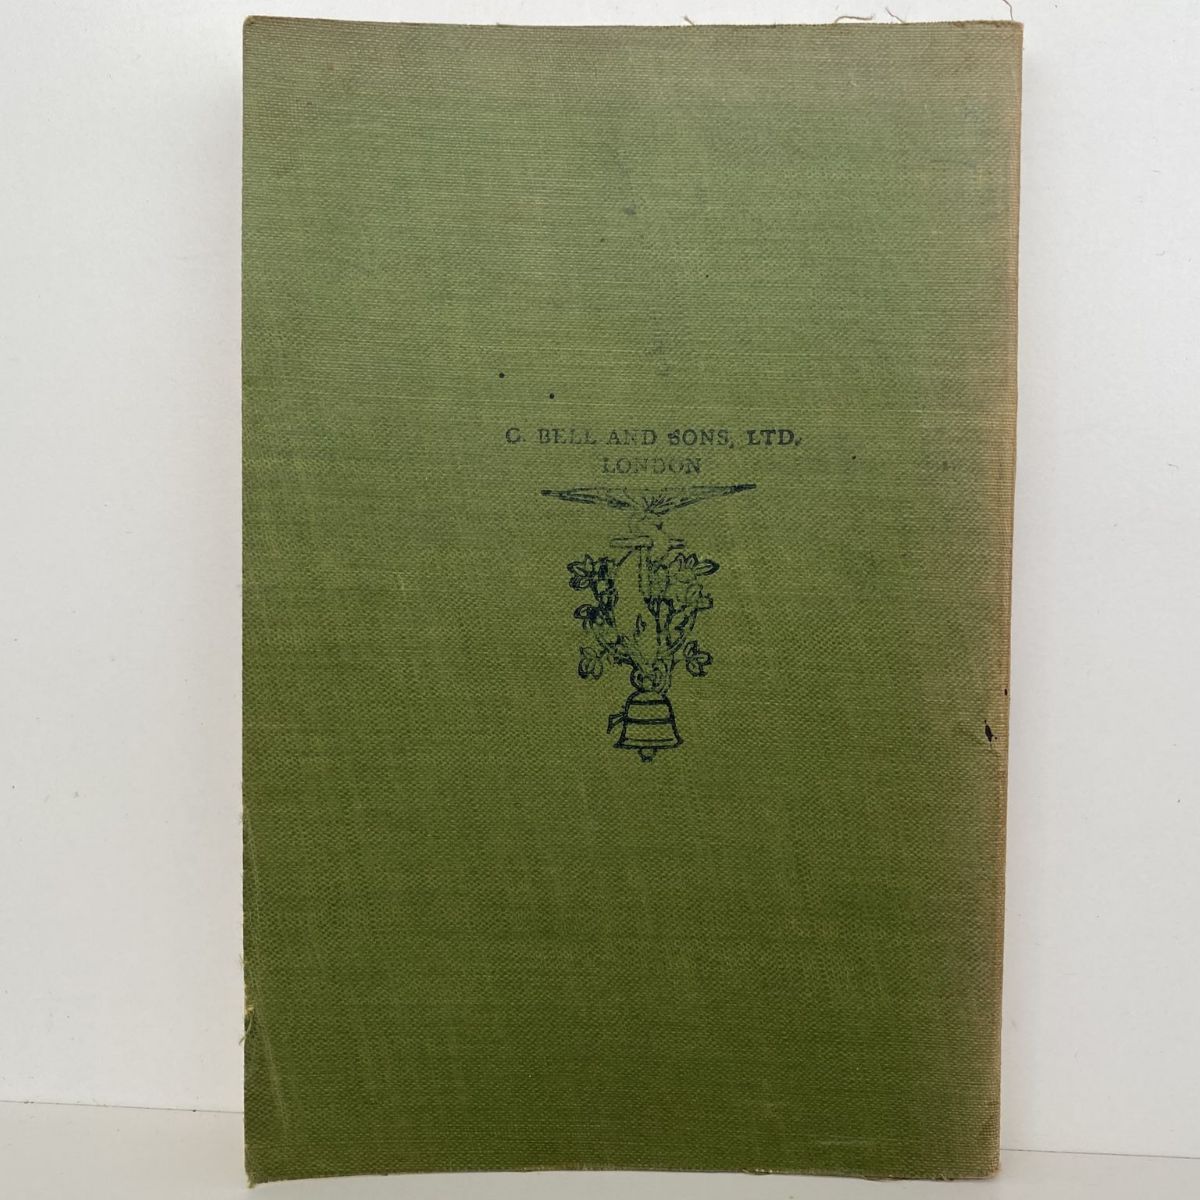 G. BELL AND SONS, LTD.
LONDON